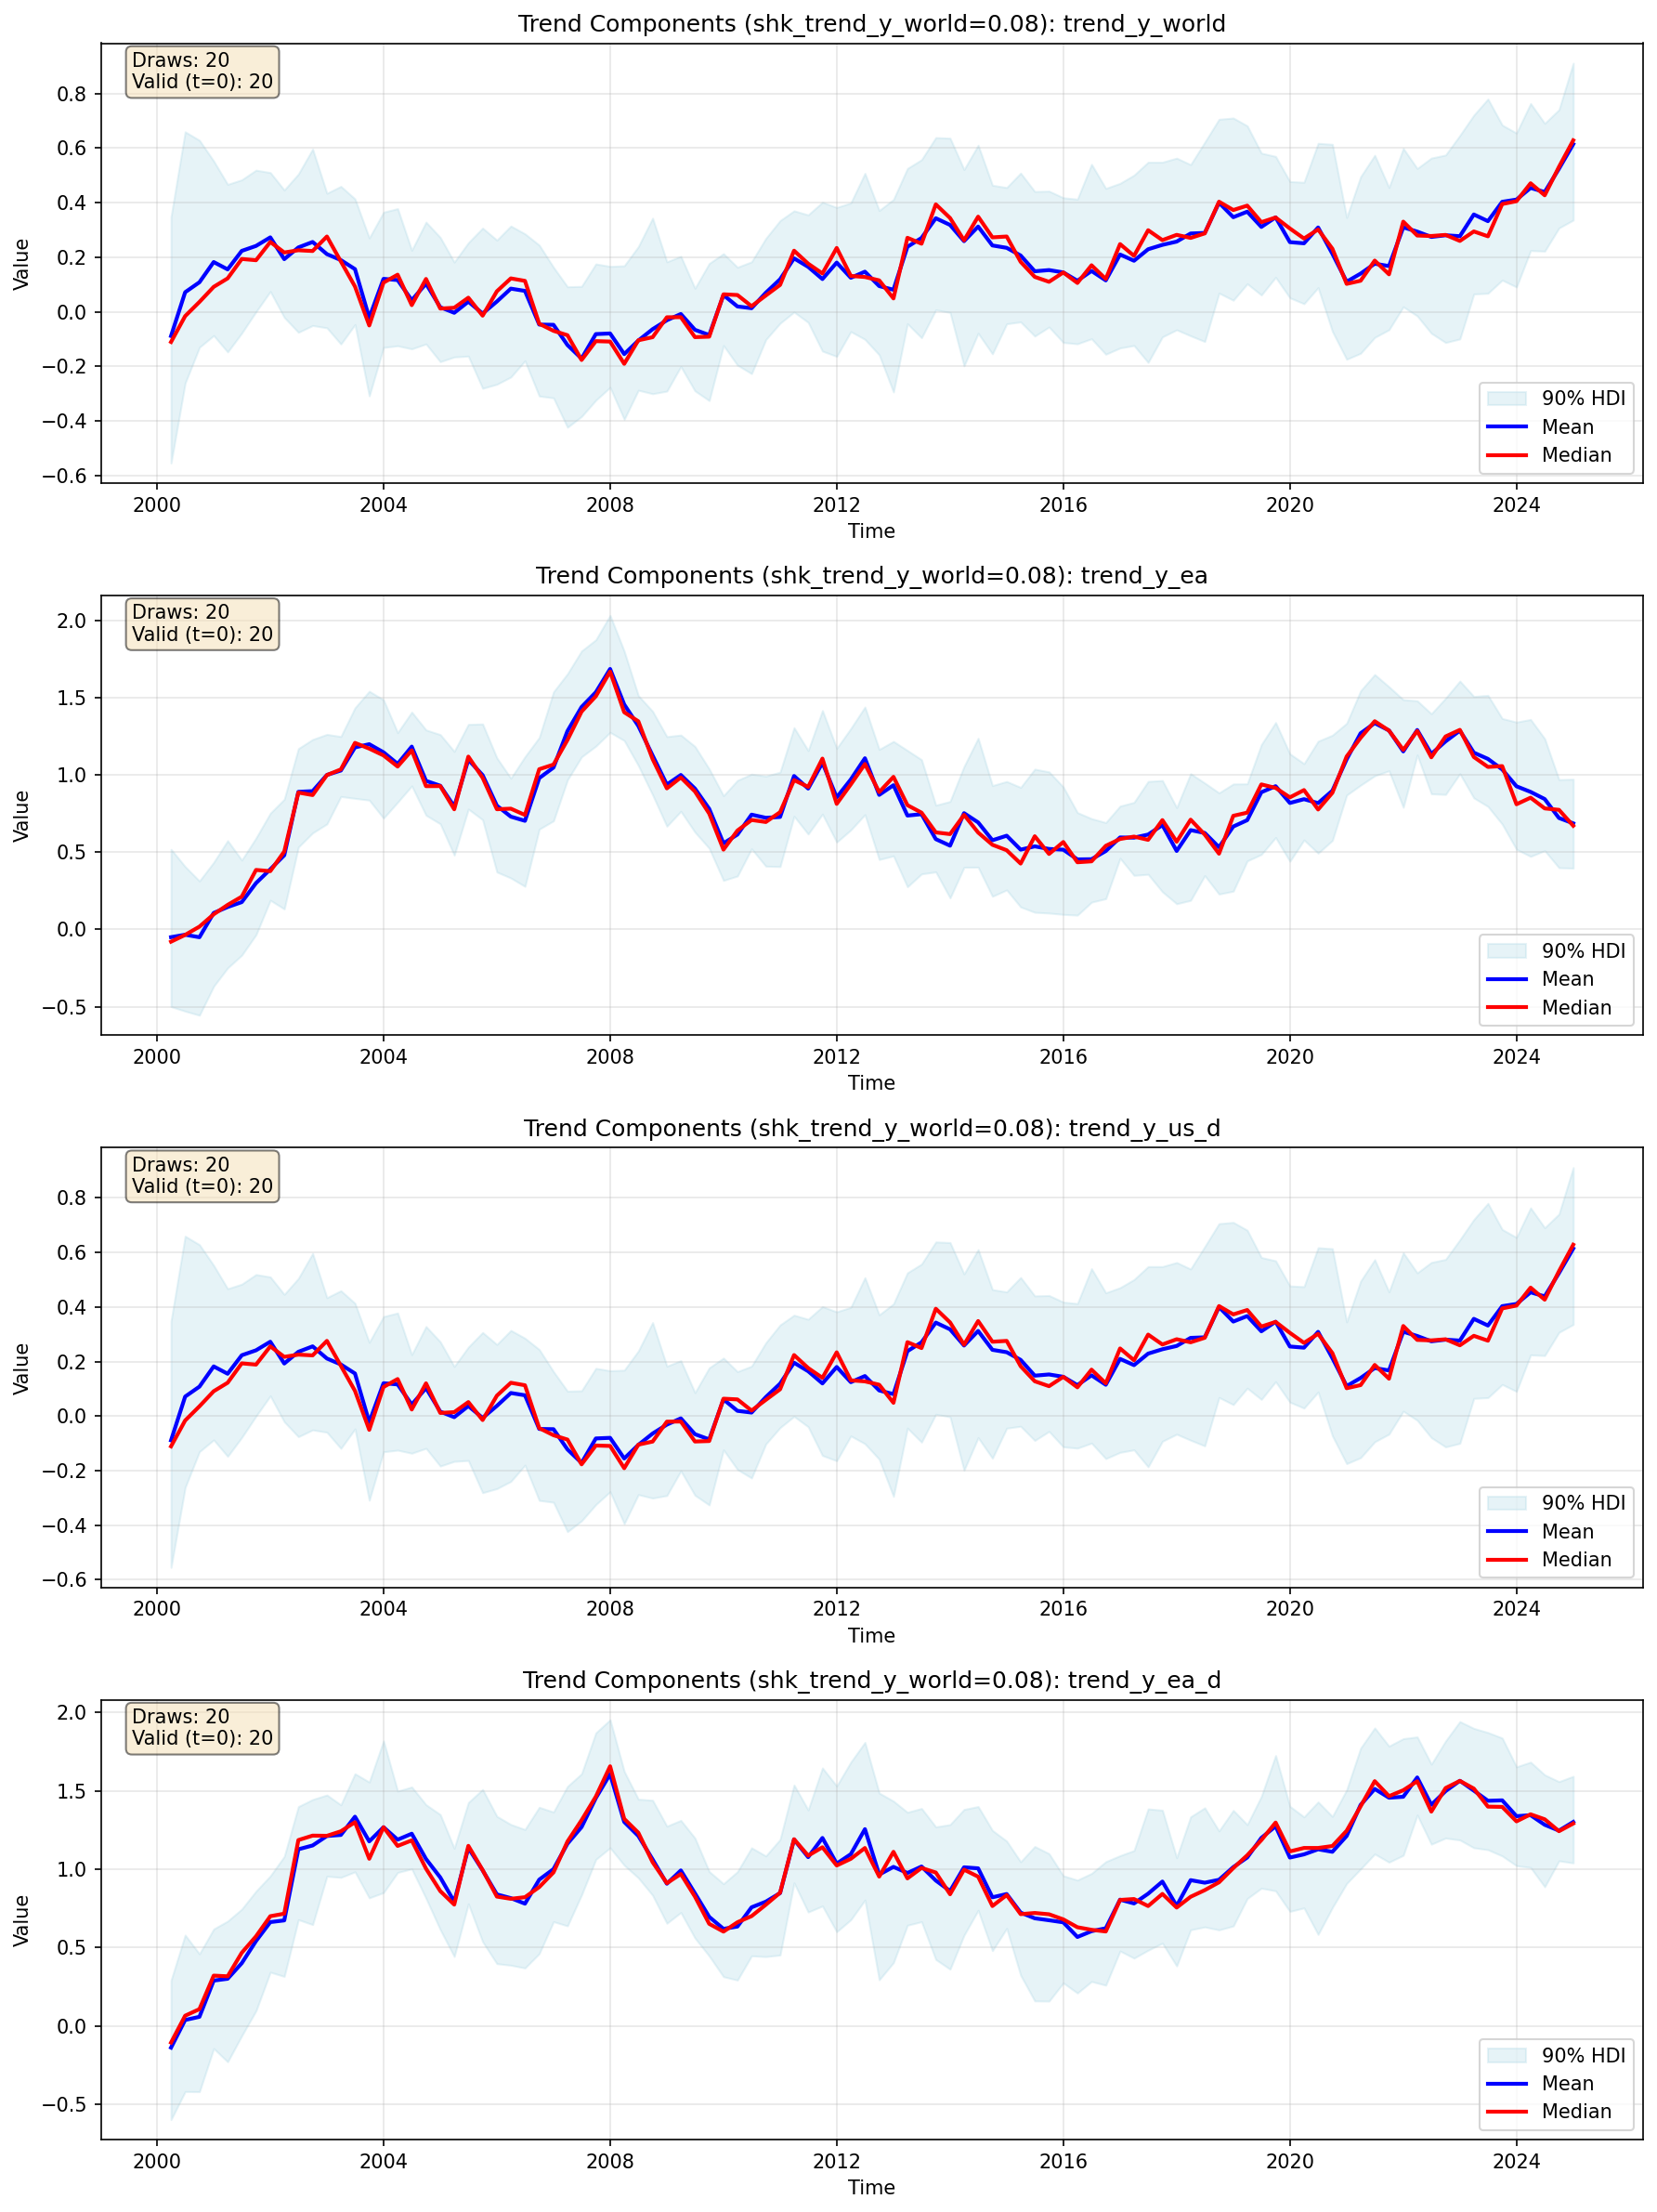 Trend Components (shk_trend_y_world=0.08): trend_y_world
Draws: 20
Valid (t=0): 20
0.8
0.6
0.4
0.2
0.0
−0.2
−0.4
−0.6
Value
90% HDI
Mean
Median
2000 2004 2008 2012 2016 2020 2024
Time
Trend Components (shk_trend_y_world=0.08): trend_y_ea
Draws: 20
Valid (t=0): 20
2.0
1.5
1.0
0.5
0.0
−0.5
Value
90% HDI
Mean
Median
2000 2004 2008 2012 2016 2020 2024
Time
Trend Components (shk_trend_y_world=0.08): trend_y_us_d
Draws: 20
Valid (t=0): 20
0.8
0.6
0.4
0.2
0.0
−0.2
−0.4
−0.6
Value
90% HDI
Mean
Median
2000 2004 2008 2012 2016 2020 2024
Time
Trend Components (shk_trend_y_world=0.08): trend_y_ea_d
Draws: 20
Valid (t=0): 20
2.0
1.5
1.0
0.5
0.0
−0.5
Value
90% HDI
Mean
Median
2000 2004 2008 2012 2016 2020 2024
Time